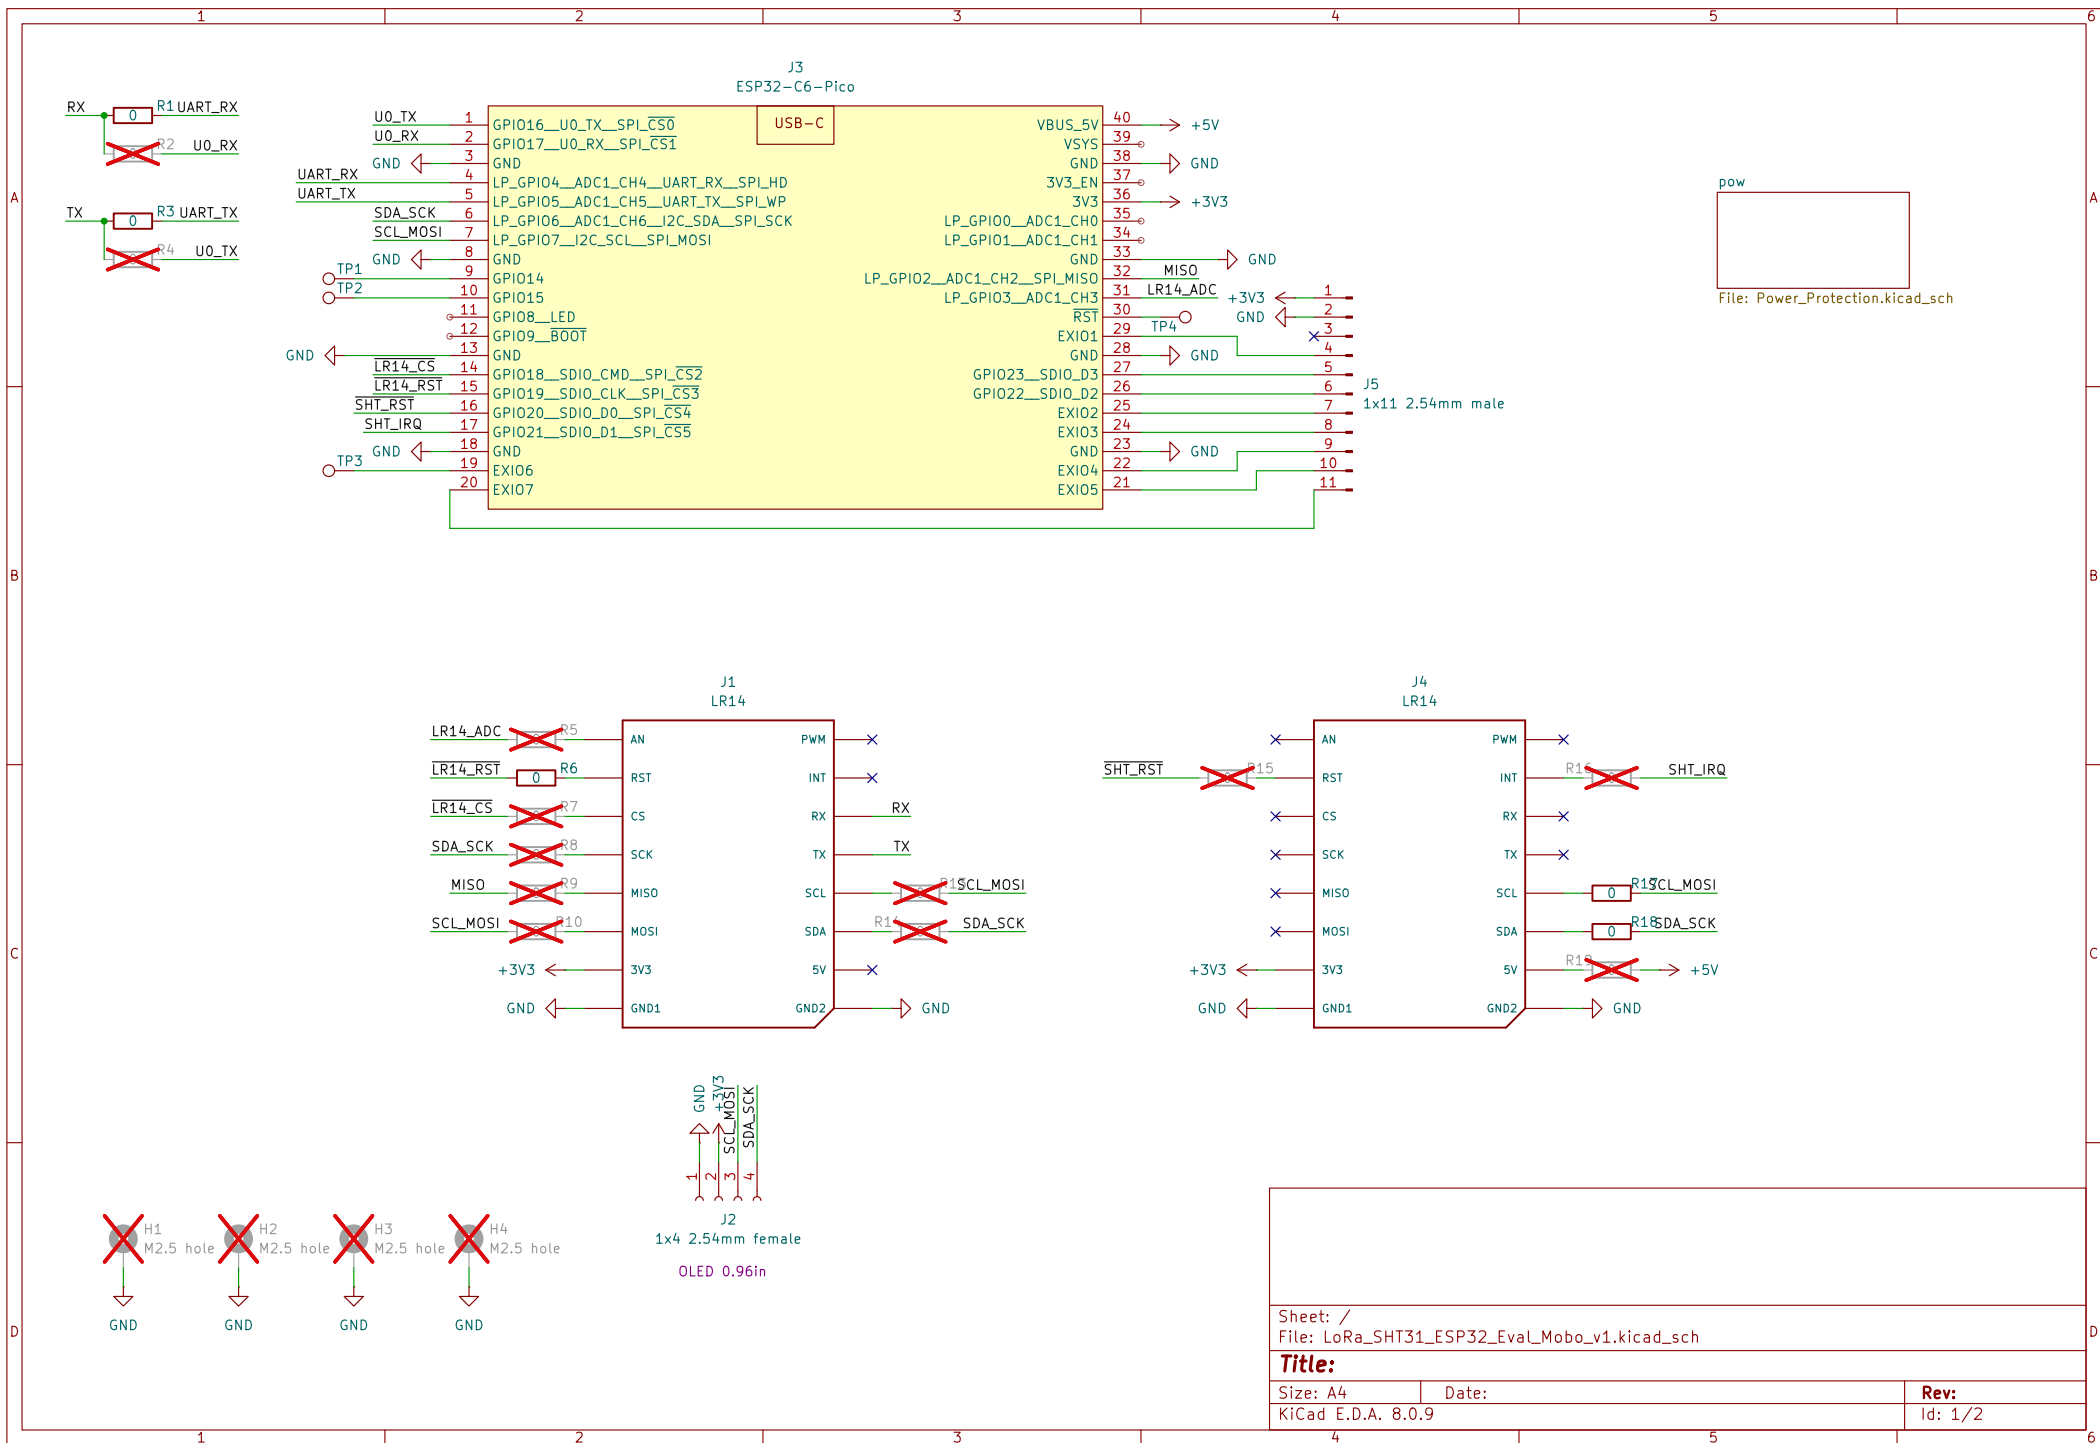 1 2 3 4 5 6
A A
B B
C C
D D
J3
ESP32-C6-Pico
USB-C
RX R1 UART_RX
0
R2 U0_RX
TX R3 UART_TX
0
R4 U0_TX
U0_TX 1 GPIO16__U0_TX__SPI_CS0
U0_RX 2 GPIO17__U0_RX__SPI_CS1
GND 3 GND
UART_RX 4 LP_GPIO4__ADC1_CH4__UART_RX__SPI_HD
UART_TX 5 LP_GPIO5__ADC1_CH5__UART_TX__SPI_WP
SDA_SCK 6 LP_GPIO6__ADC1_CH6__I2C_SDA__SPI_SCK
SCL_MOSI 7 LP_GPIO7__I2C_SCL__SPI_MOSI
GND 8 GND
TP1 9 GPIO14
TP2 10 GPIO15
11 GPIO8__LED
12 GPIO9__BOOT
GND 13 GND
LR14_CS 14 GPIO18__SDIO_CMD__SPI_CS2
LR14_RST 15 GPIO19__SDIO_CLK__SPI_CS3
SHT_RST 16 GPIO20__SDIO_D0__SPI_CS4
SHT_IRQ 17 GPIO21__SDIO_D1__SPI_CS5
GND 18 GND
TP3 19 EXIO6
20 EXIO7
VBUS_5V 40 +5V
VSYS 39
GND 38 GND
3V3_EN 37
3V3 36 +3V3
LP_GPIO0__ADC1_CH0 35
LP_GPIO1__ADC1_CH1 34
GND 33 GND
LP_GPIO2__ADC1_CH2__SPI_MISO 32 MISO
LP_GPIO3__ADC1_CH3 31 LR14_ADC
RST 30 TP4
EXIO1 29
GND 28 GND
GPIO23__SDIO_D3 27
GPIO22__SDIO_D2 26
EXIO2 25
EXIO3 24
GND 23 GND
EXIO4 22
EXIO5 21
+3V3 1
GND 2
3
4
5
6
7
8
9
10
11
J5
1x11 2.54mm male
pow
File: Power_Protection.kicad_sch
J1
LR14
LR14_ADC R5 AN
LR14_RST 0 R6 RST
LR14_CS R7 CS
SDA_SCK R8 SCK
MISO R9 MISO
SCL_MOSI R10 MOSI
+3V3 3V3
GND GND1
PWM
INT
RX RX
TX TX
SCL R13 SCL_MOSI
SDA R14 SDA_SCK
5V
GND2 GND
J4
LR14
AN
SHT_RST R15 RST
CS
SCK
MISO
MOSI
+3V3 3V3
GND GND1
PWM
INT R16 SHT_IRQ
RX
TX
SCL 0 R17 SCL_MOSI
SDA 0 R18 SDA_SCK
5V R19 +5V
GND2 GND
GND +3V3 SCL_MOSI SDA_SCK
1 2 3 4
J2
1x4 2.54mm female
OLED 0.96in
H1
M2.5 hole
GND
H2
M2.5 hole
GND
H3
M2.5 hole
GND
H4
M2.5 hole
GND
Sheet: /
File: LoRa_SHT31_ESP32_Eval_Mobo_v1.kicad_sch
Title:
Size: A4 Date: Rev:
KiCad E.D.A. 8.0.9 Id: 1/2
1 2 3 4 5 6